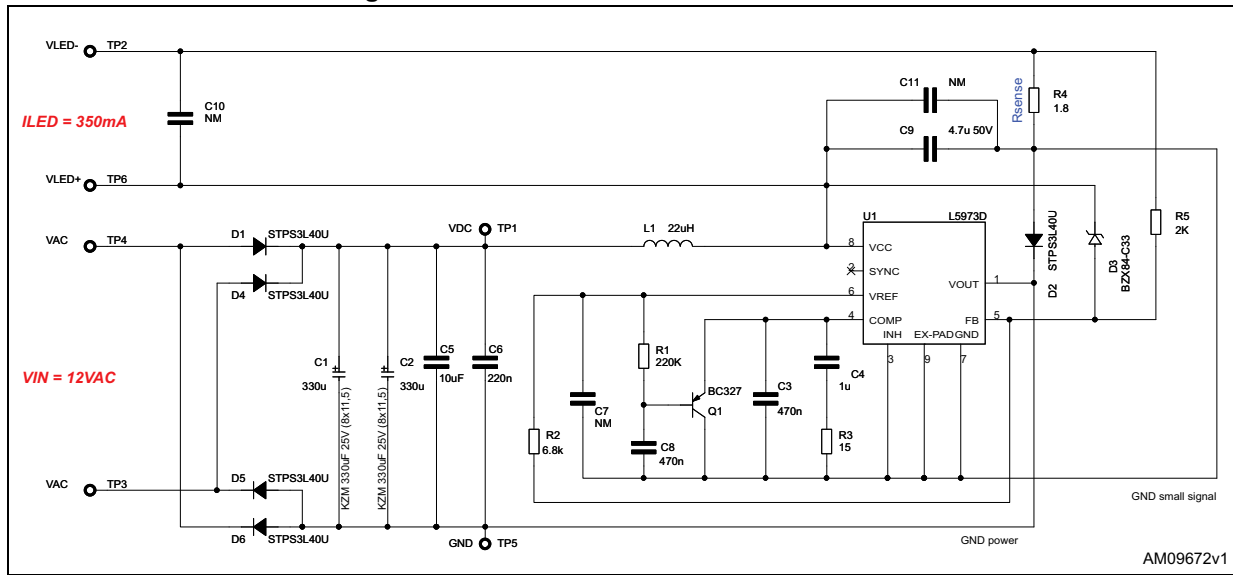 VLED-
TP2
C10
NM
ILED = 350mA
VLED+
TP6
VAC
TP4
D1
STPS3L40U
D4
STPS3L40U
VDC
TP1
L1
22uH
C11
NM
C9
4.7u 50V
Rsense
R4
1.8
U1
L5973D
8
VCC
2
SYNC
6
VREF
4
COMP
VOUT
1
FB
5
INH
EX-PAD
GND
3
9
7
STPS3L40U
D2
D3
BZX84-C33
R5
2K
VIN = 12VAC
C1
330u
KZM 330uF 25V (8x11,5)
C2
330u
KZM 330uF 25V (8x11,5)
C5
10uF
C6
220n
R1
220K
BC327
Q1
C3
470n
C4
1u
R3
15
C7
NM
R2
6.8k
C8
470n
VAC
TP3
D5
STPS3L40U
D6
STPS3L40U
GND
TP5
GND small signal
GND power
AM09672v1